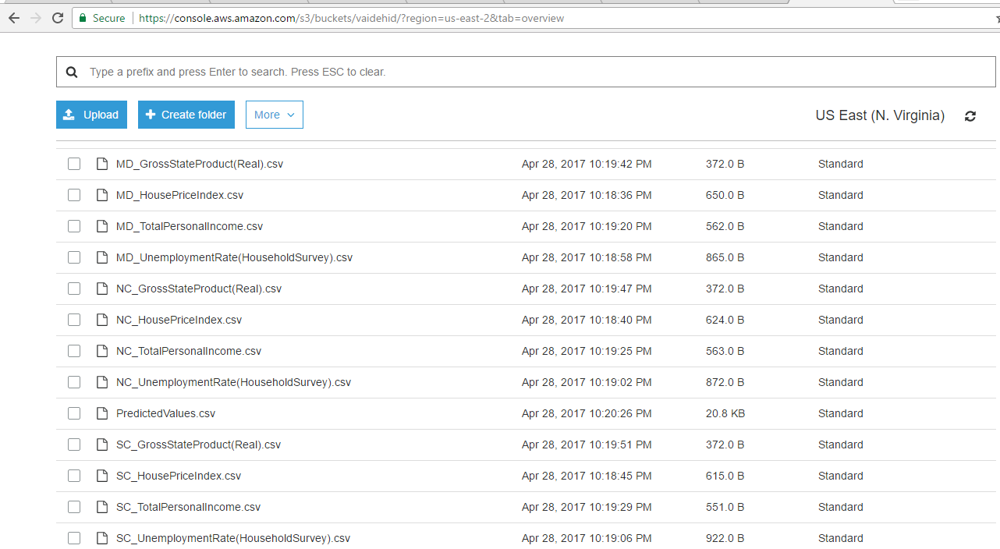 Secure https://console.aws.amazon.com/s3/buckets/vaidehid/?region=us-east-2&tab=overview
Type a prefix and press Enter to search. Press ESC to clear.
Upload Create folder More US East (N. Virginia)
MD_GrossStateProduct(Real).csv Apr 28, 2017 10:19:42 PM 372.0 B Standard
MD_HousePriceIndex.csv Apr 28, 2017 10:18:36 PM 650.0 B Standard
MD_TotalPersonalIncome.csv Apr 28, 2017 10:19:20 PM 562.0 B Standard
MD_UnemploymentRate(HouseholdSurvey).csv Apr 28, 2017 10:18:58 PM 865.0 B Standard
NC_GrossStateProduct(Real).csv Apr 28, 2017 10:19:47 PM 372.0 B Standard
NC_HousePriceIndex.csv Apr 28, 2017 10:18:40 PM 624.0 B Standard
NC_TotalPersonalIncome.csv Apr 28, 2017 10:19:25 PM 563.0 B Standard
NC_UnemploymentRate(HouseholdSurvey).csv Apr 28, 2017 10:19:02 PM 872.0 B Standard
PredictedValues.csv Apr 28, 2017 10:20:26 PM 20.8 KB Standard
SC_GrossStateProduct(Real).csv Apr 28, 2017 10:19:51 PM 372.0 B Standard
SC_HousePriceIndex.csv Apr 28, 2017 10:18:45 PM 615.0 B Standard
SC_TotalPersonalIncome.csv Apr 28, 2017 10:19:29 PM 551.0 B Standard
SC_UnemploymentRate(HouseholdSurvey).csv Apr 28, 2017 10:19:06 PM 922.0 B Standard